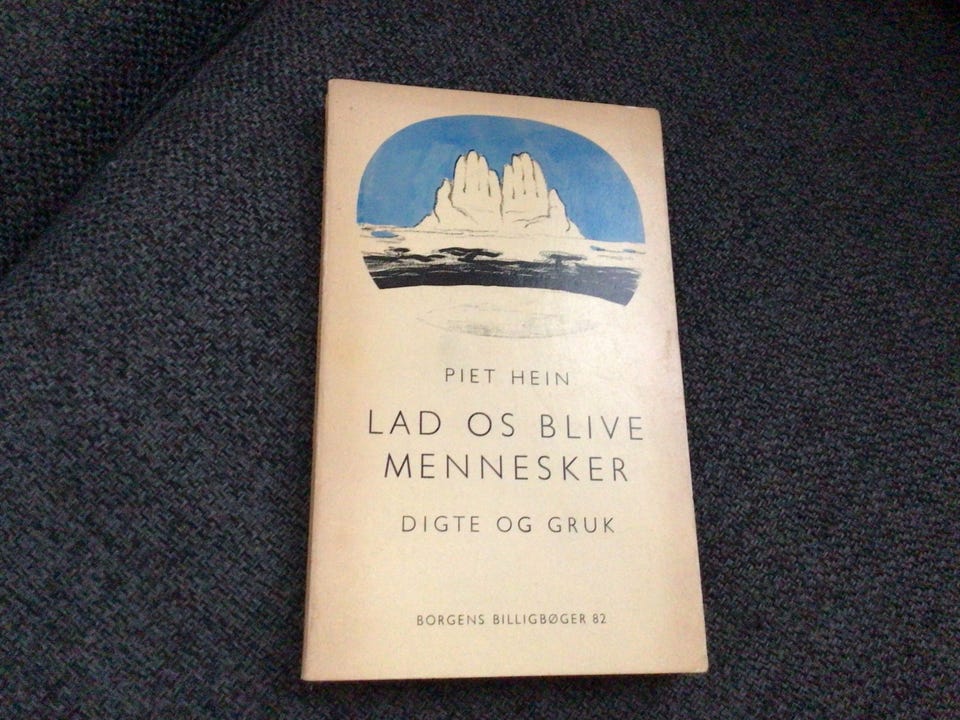 PIET HEIN
LAD OS BLIVE
MENNESKER
DIGTE OG GRUK
BORGENS BILLIGBØGER 82